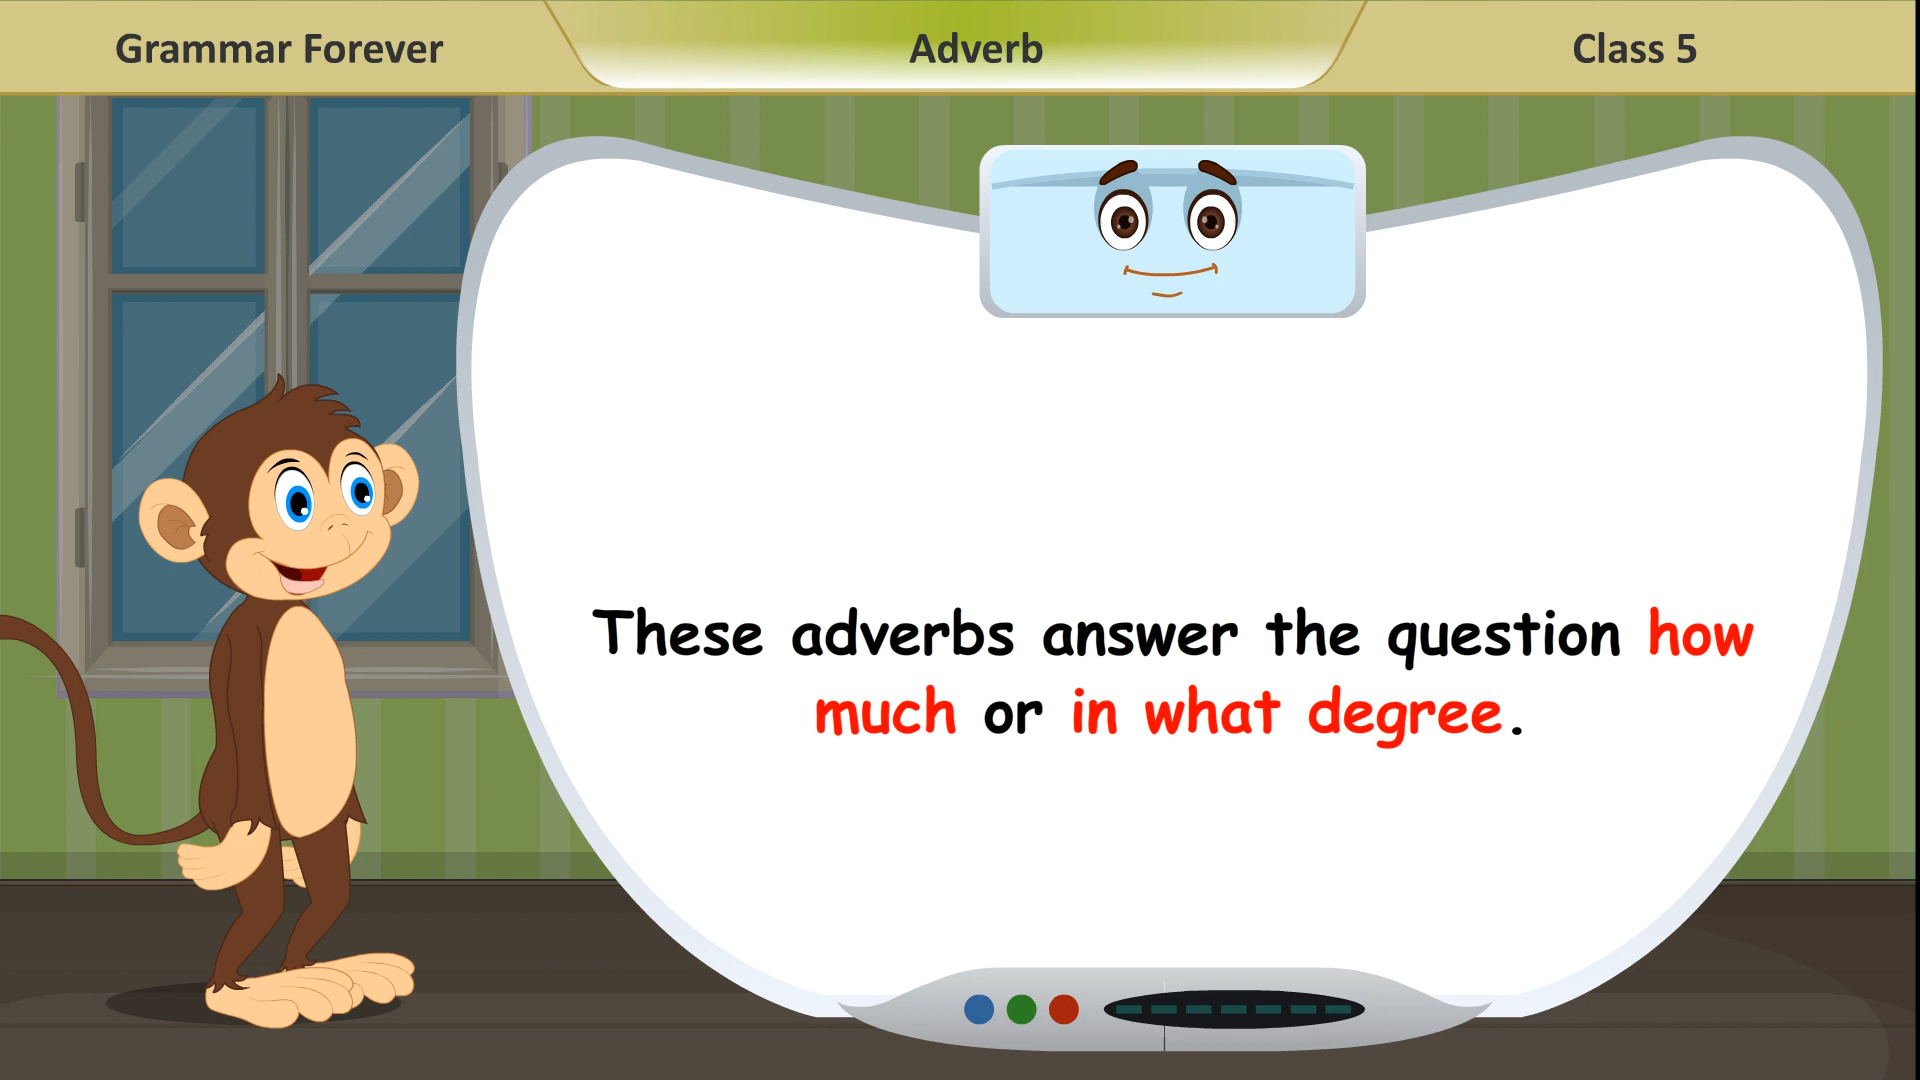 Grammar Forever
Adverb
Class 5
These adverbs answer the question how
much or in what degree.